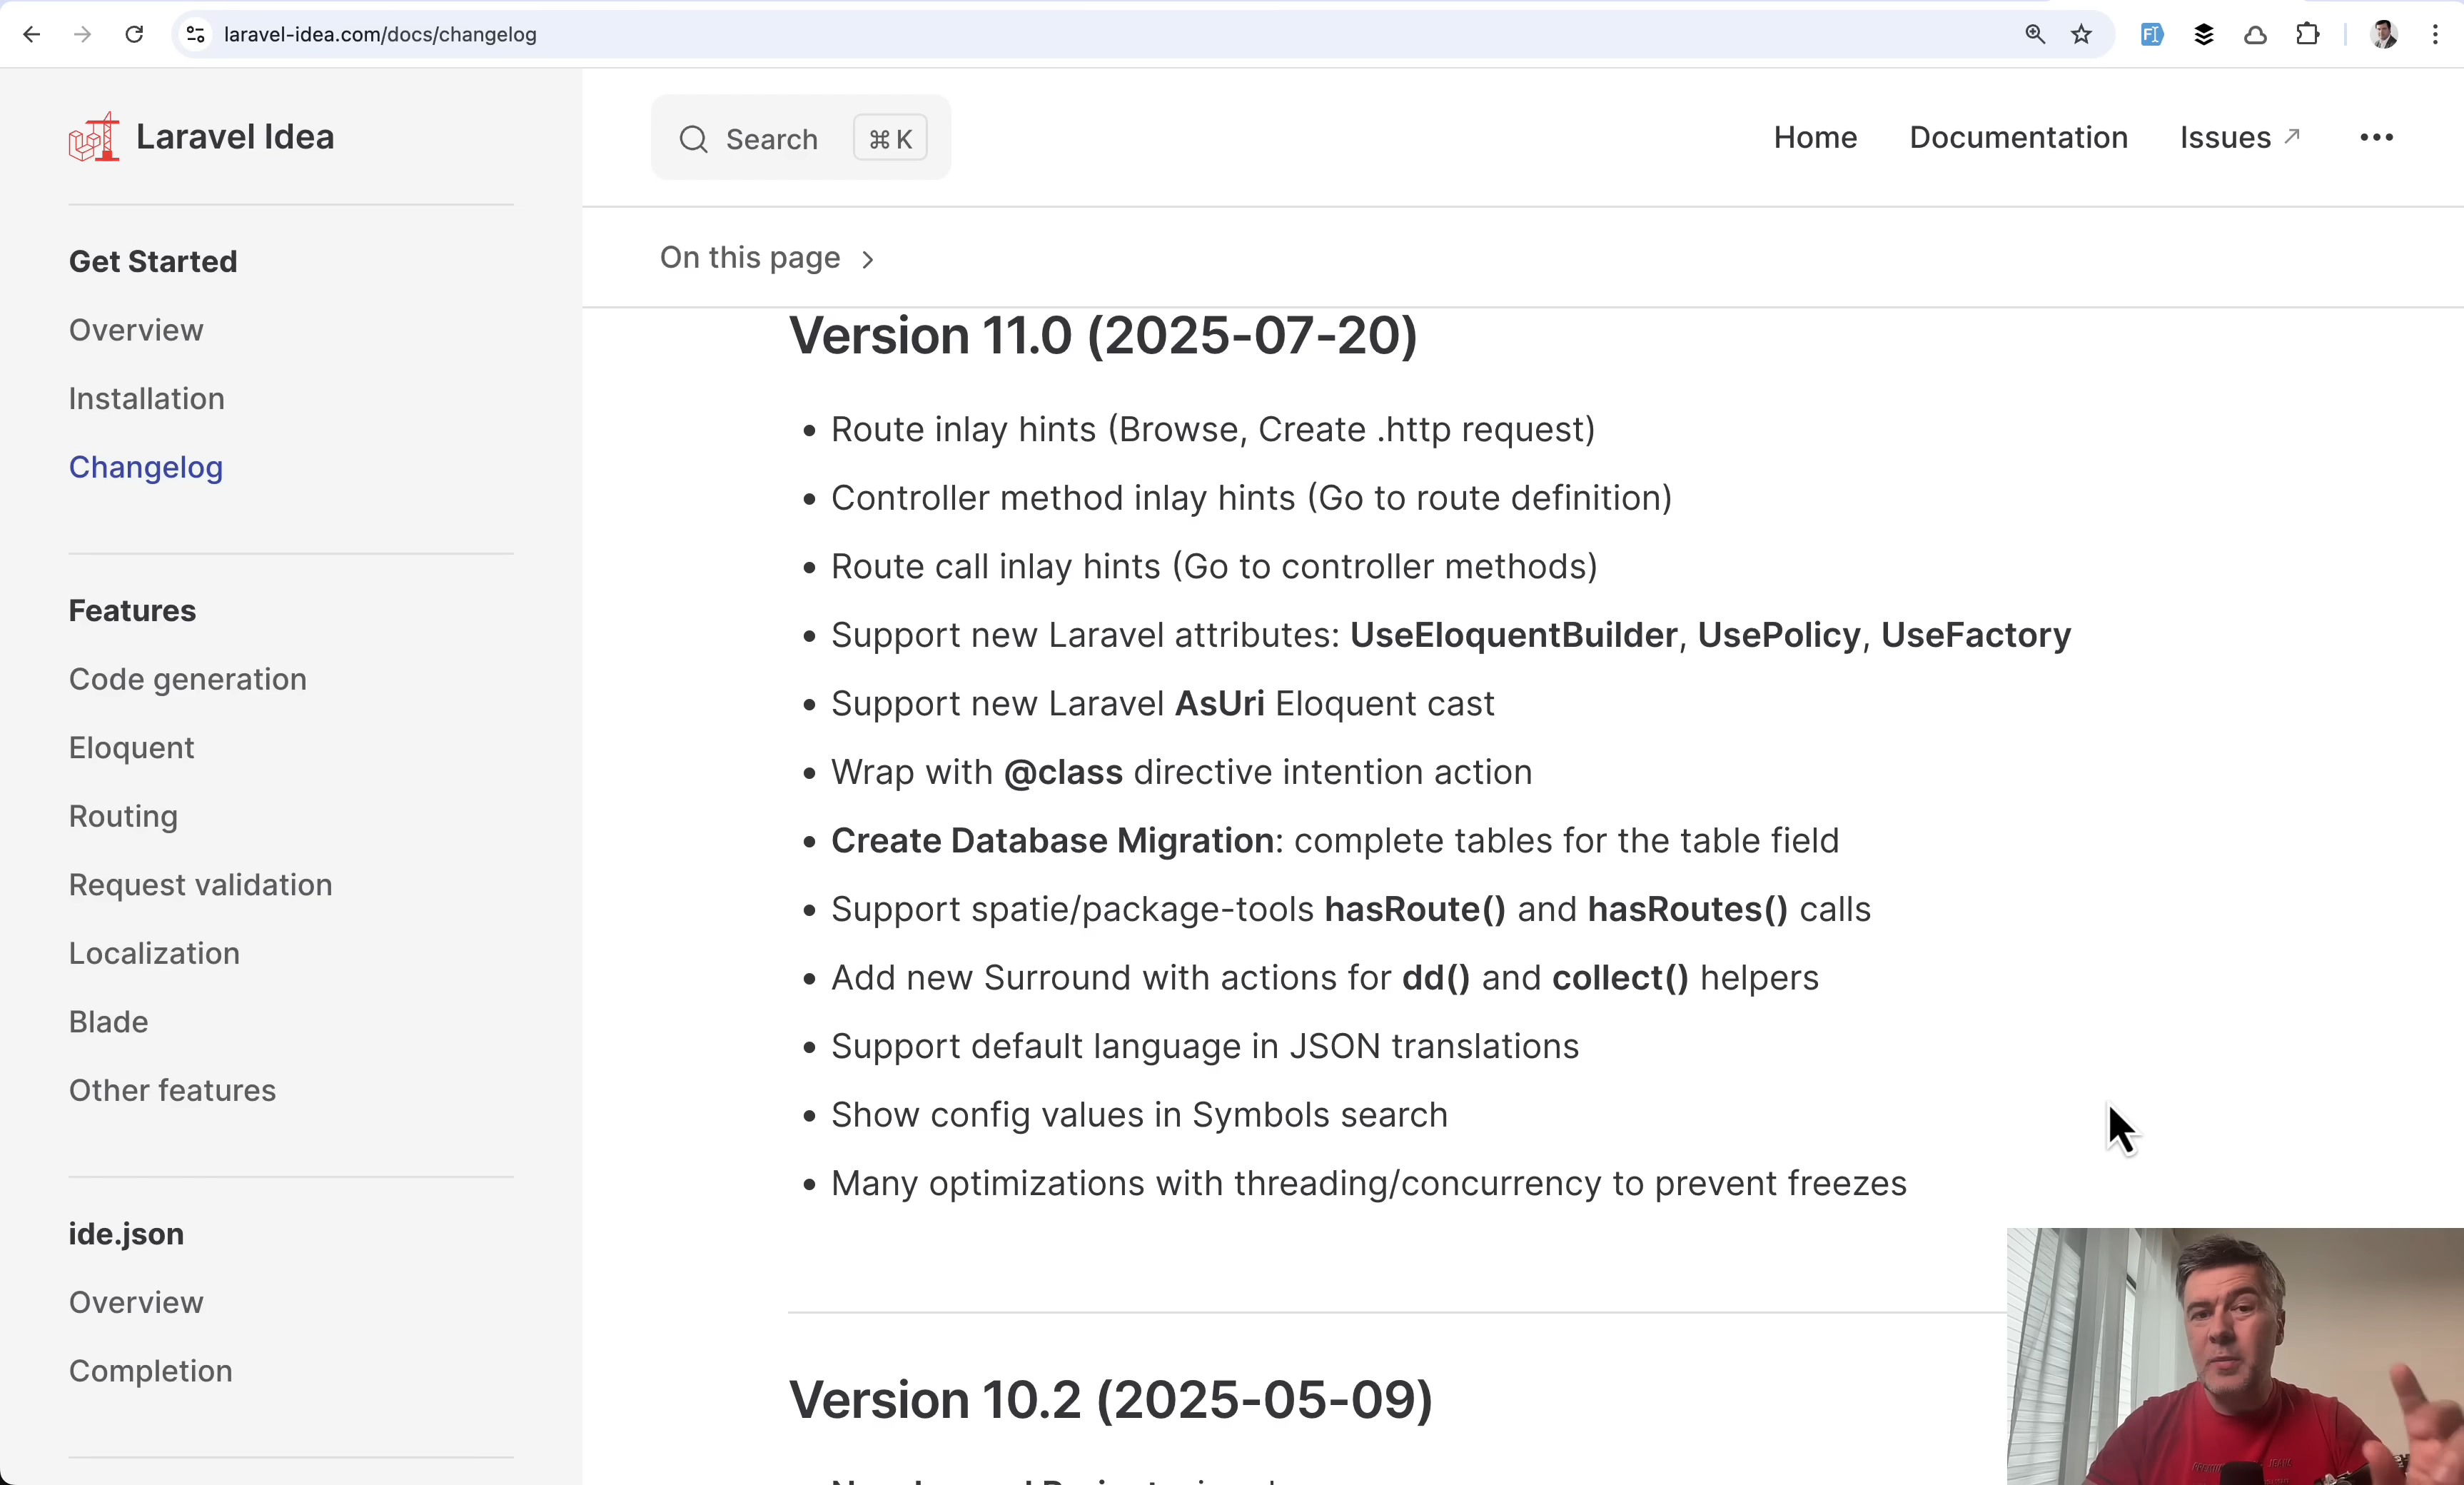 laravel-idea.com/docs/changelog
Laravel Idea
Search ⌘ K
Home Documentation Issues ↗ •••
Get Started
Overview
Installation
Changelog
Features
Code generation
Eloquent
Routing
Request validation
Localization
Blade
Other features
ide.json
Overview
Completion
On this page
Version 11.0 (2025-07-20)
• Route inlay hints (Browse, Create .http request)
• Controller method inlay hints (Go to route definition)
• Route call inlay hints (Go to controller methods)
• Support new Laravel attributes: UseEloquentBuilder, UsePolicy, UseFactory
• Support new Laravel AsUri Eloquent cast
• Wrap with @class directive intention action
• Create Database Migration: complete tables for the table field
• Support spatie/package-tools hasRoute() and hasRoutes() calls
• Add new Surround with actions for dd() and collect() helpers
• Support default language in JSON translations
• Show config values in Symbols search
• Many optimizations with threading/concurrency to prevent freezes
Version 10.2 (2025-05-09)